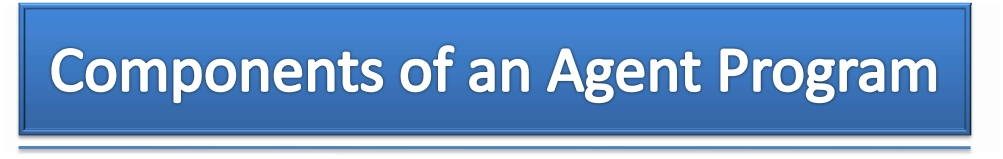 Components of an Agent Program